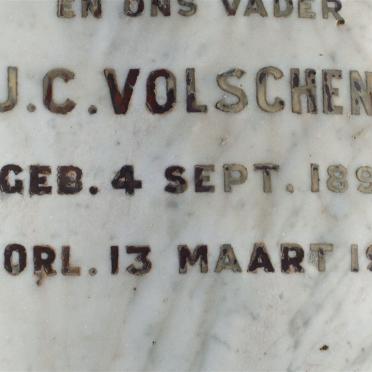 EN ONS VADER
J.C. VOLSCHEN
GEB. 4 SEPT. 189
ORL. 13 MAART 19